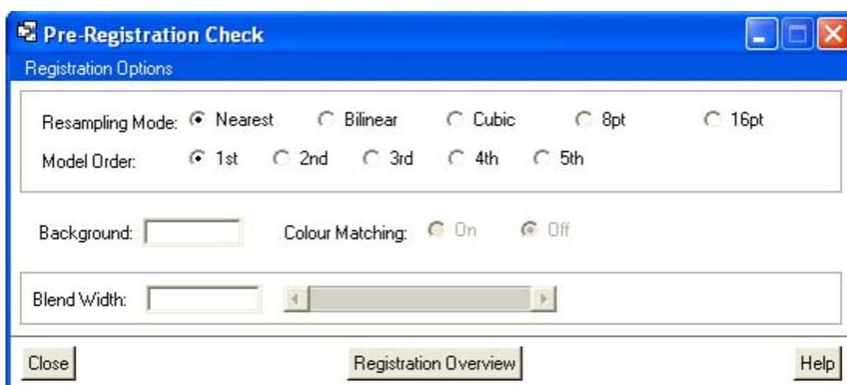 Pre-Registration Check
Registration Options
Resampling Mode: Nearest Bilinear Cubic 8pt 16pt
Model Order: 1st 2nd 3rd 4th 5th
Background: Colour Matching: On Off
Blend Width:
Close Registration Overview Help